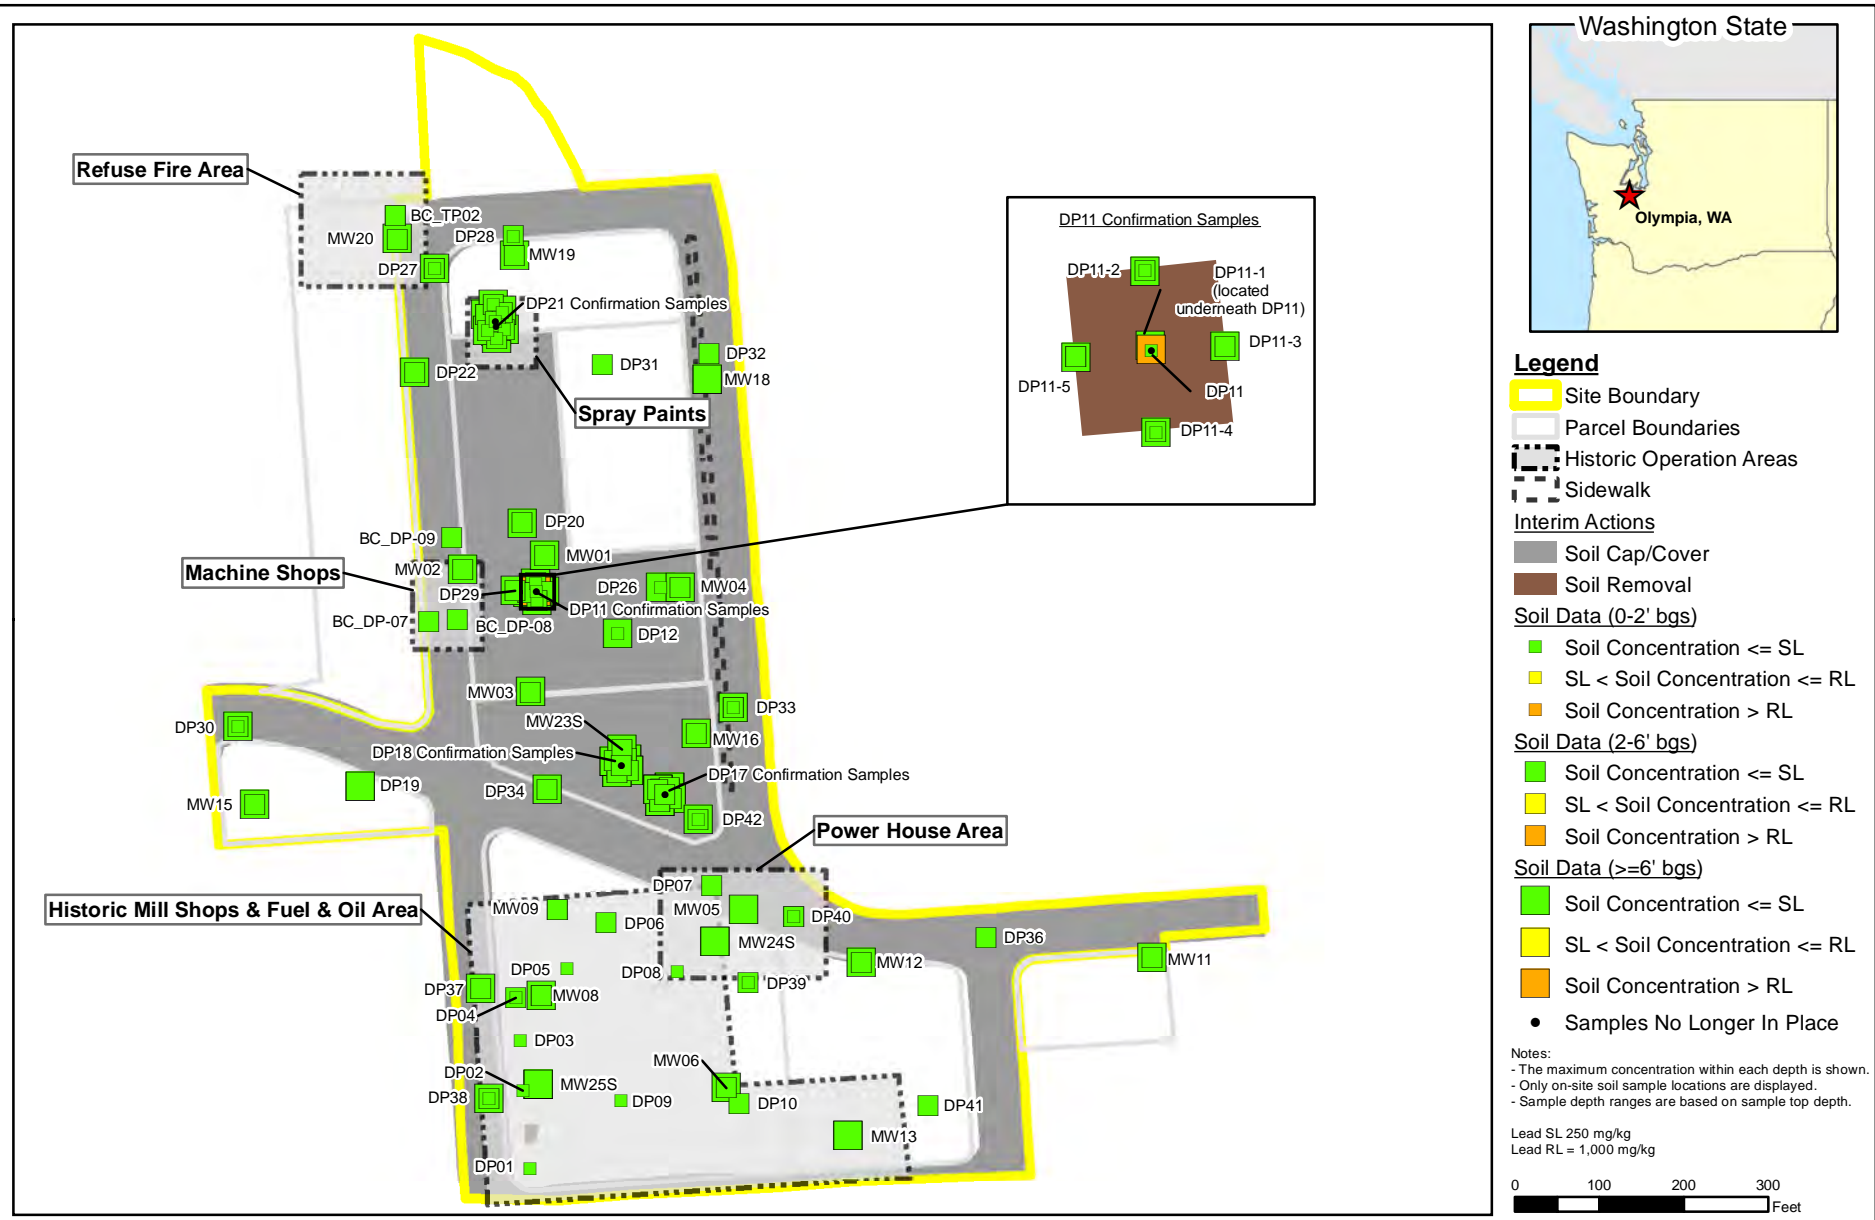 Washington State
Olympia, WA
Refuse Fire Area
BC_TP02
MW20
DP28
MW19
DP27
DP21 Confirmation Samples
DP22
DP31
DP32
MW18
Spray Paints
DP11 Confirmation Samples
DP11-2
DP11-1
(located
underneath DP11)
DP11-3
DP11-5
DP11
DP11-4
DP20
BC_DP-09
MW01
Machine Shops
MW02
DP29
DP26
MW04
DP11 Confirmation Samples
BC_DP-07
BC_DP-08
DP12
MW03
DP33
MW23S
DP30
MW16
DP18 Confirmation Samples
DP17 Confirmation Samples
DP19
DP34
MW15
DP42
Power House Area
DP07
Historic Mill Shops & Fuel & Oil Area
MW09
MW05
DP40
DP06
DP36
MW24S
MW12
MW11
DP05
DP08
DP39
DP37
MW08
DP04
DP03
MW06
DP02
MW25S
DP38
DP09
DP10
DP41
MW13
DP01
Legend
Site Boundary
Parcel Boundaries
Historic Operation Areas
Sidewalk
Interim Actions
Soil Cap/Cover
Soil Removal
Soil Data (0-2' bgs)
Soil Concentration <= SL
SL < Soil Concentration <= RL
Soil Concentration > RL
Soil Data (2-6' bgs)
Soil Concentration <= SL
SL < Soil Concentration <= RL
Soil Concentration > RL
Soil Data (>=6' bgs)
Soil Concentration <= SL
SL < Soil Concentration <= RL
Soil Concentration > RL
Samples No Longer In Place
Notes:
- The maximum concentration within each depth is shown.
- Only on-site soil sample locations are displayed.
- Sample depth ranges are based on sample top depth.
Lead SL 250 mg/kg
Lead RL = 1,000 mg/kg
0 100 200 300
Feet